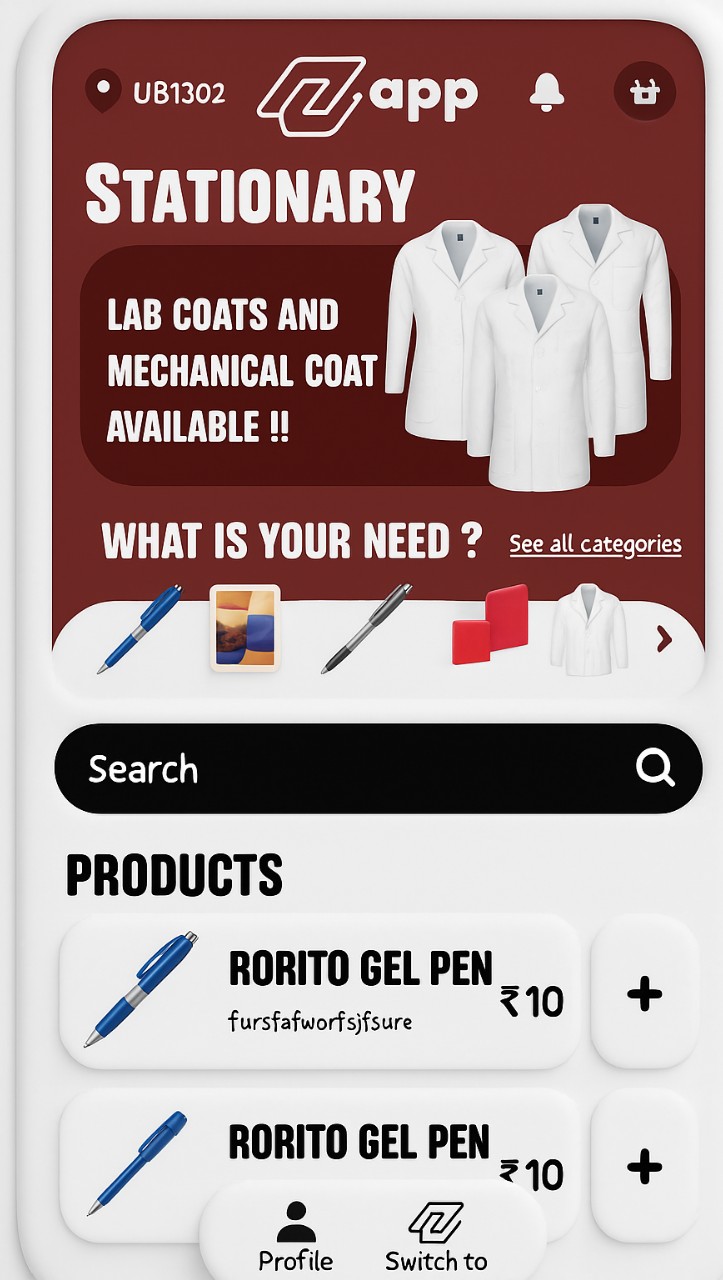 UB1302
app
STATIONARY
LAB COATS AND
MECHANICAL COAT
AVAILABLE !!
WHAT IS YOUR NEED ?
See all categories
Search
PRODUCTS
RORITO GEL PEN
₹10
fursfafworfsjfsure
RORITO GEL PEN
₹10
Profile
Switch to